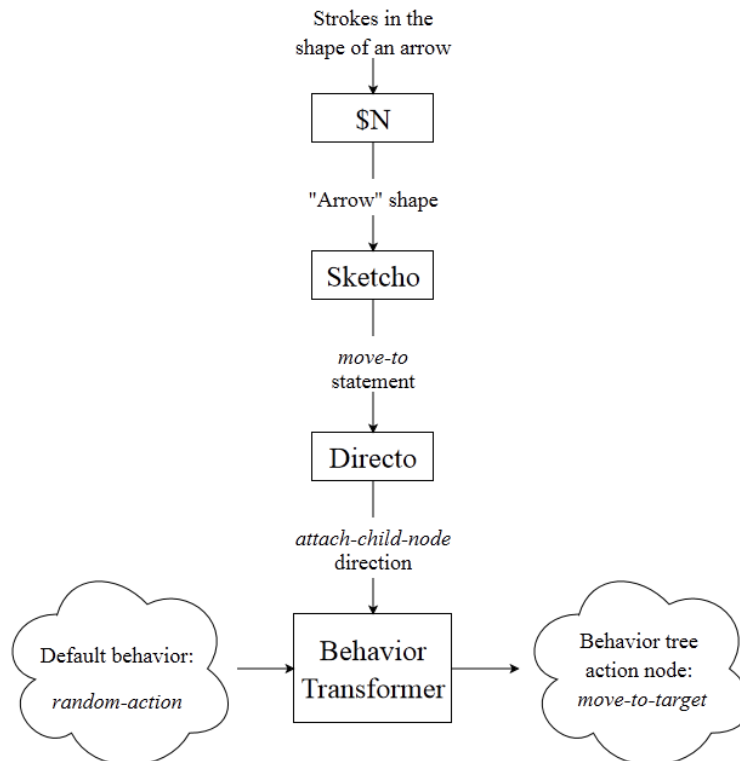 Strokes in the
shape of an arrow
$N
"Arrow" shape
Sketcho
move-to
statement
Directo
attach-child-node
direction
Default behavior:
random-action
Behavior
Transformer
Behavior tree
action node:
move-to-target